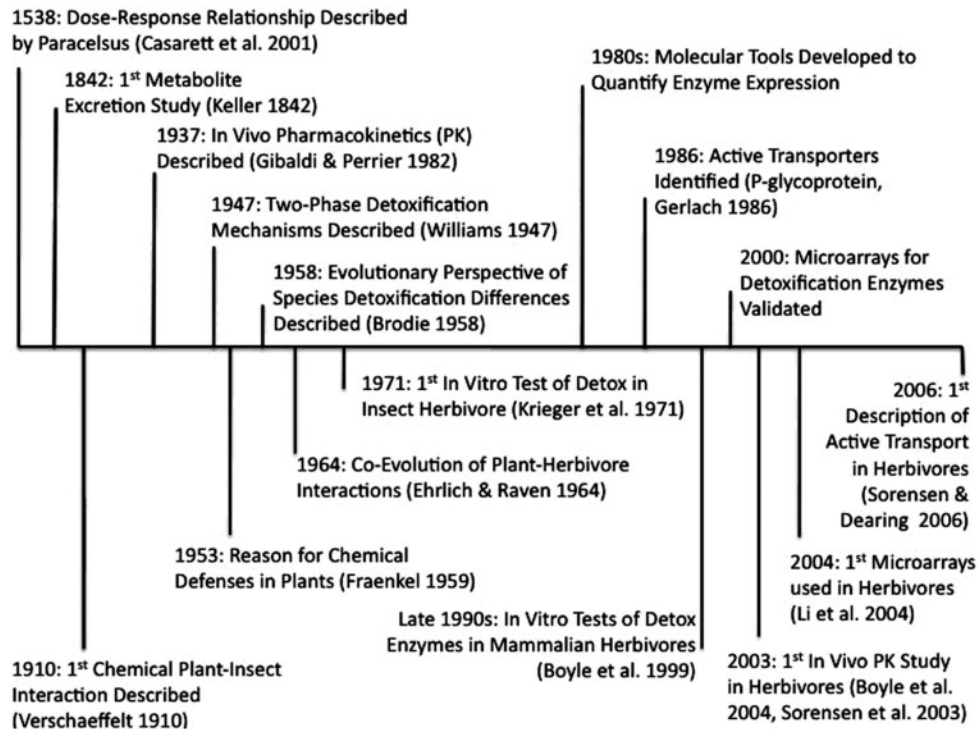 1538: Dose-Response Relationship Described
by Paracelsus (Casarett et al. 2001)
1842: 1st Metabolite
Excretion Study (Keller 1842)
1937: In Vivo Pharmacokinetics (PK)
Described (Gibaldi & Perrier 1982)
1947: Two-Phase Detoxification
Mechanisms Described (Williams 1947)
1958: Evolutionary Perspective of
Species Detoxification Differences
Described (Brodie 1958)
1980s: Molecular Tools Developed to
Quantify Enzyme Expression
1986: Active Transporters
Identified (P-glycoprotein,
Gerlach 1986)
2000: Microarrays for
Detoxification Enzymes
Validated
1971: 1st In Vitro Test of Detox in
Insect Herbivore (Krieger et al. 1971)
1964: Co-Evolution of Plant-Herbivore
Interactions (Ehrlich & Raven 1964)
1953: Reason for Chemical
Defenses in Plants (Fraenkel 1959)
1910: 1st Chemical Plant-Insect
Interaction Described
(Verschaeffelt 1910)
Late 1990s: In Vitro Tests of Detox
Enzymes in Mammalian Herbivores
(Boyle et al. 1999)
2003: 1st In Vivo PK Study
in Herbivores (Boyle et al.
2004, Sorensen et al. 2003)
2004: 1st Microarrays
used in Herbivores
(Li et al. 2004)
2006: 1st
Description of
Active Transport
in Herbivores
(Sorensen &
Dearing 2006)